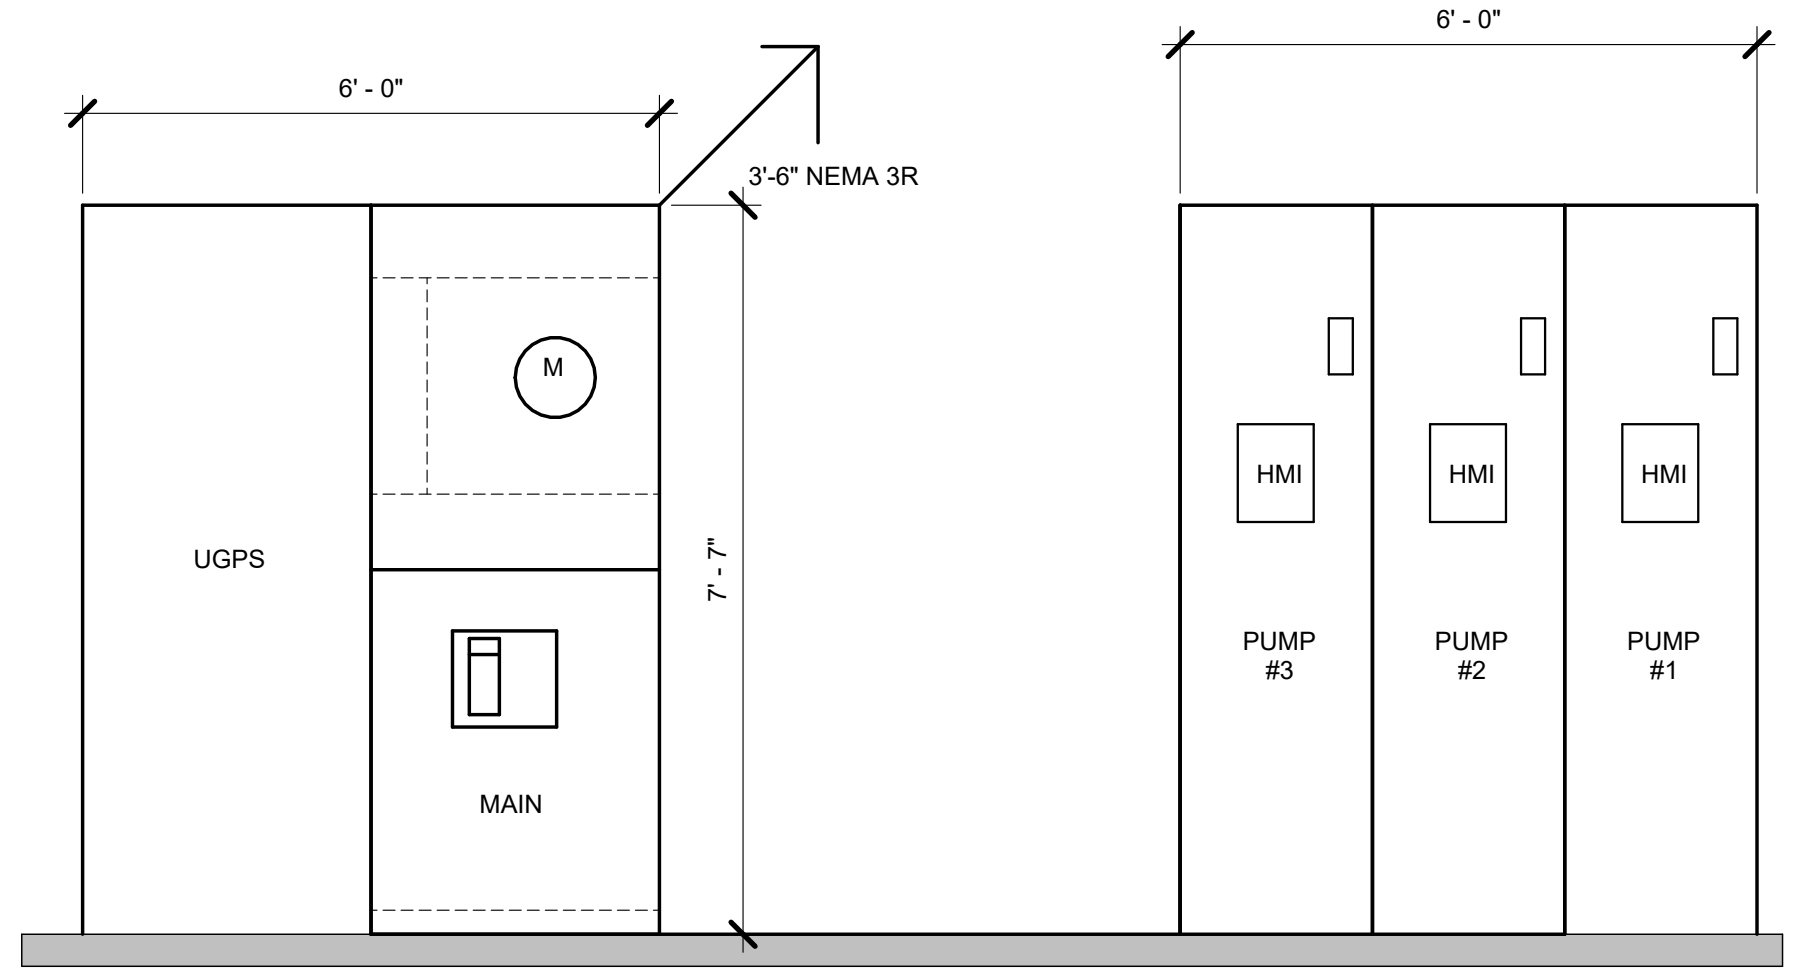 6' - 0"
6' - 0"
3'-6" NEMA 3R
M
HMI
HMI
HMI
UGPS
7' - 7"
PUMP
#3
PUMP
#2
PUMP
#1
MAIN